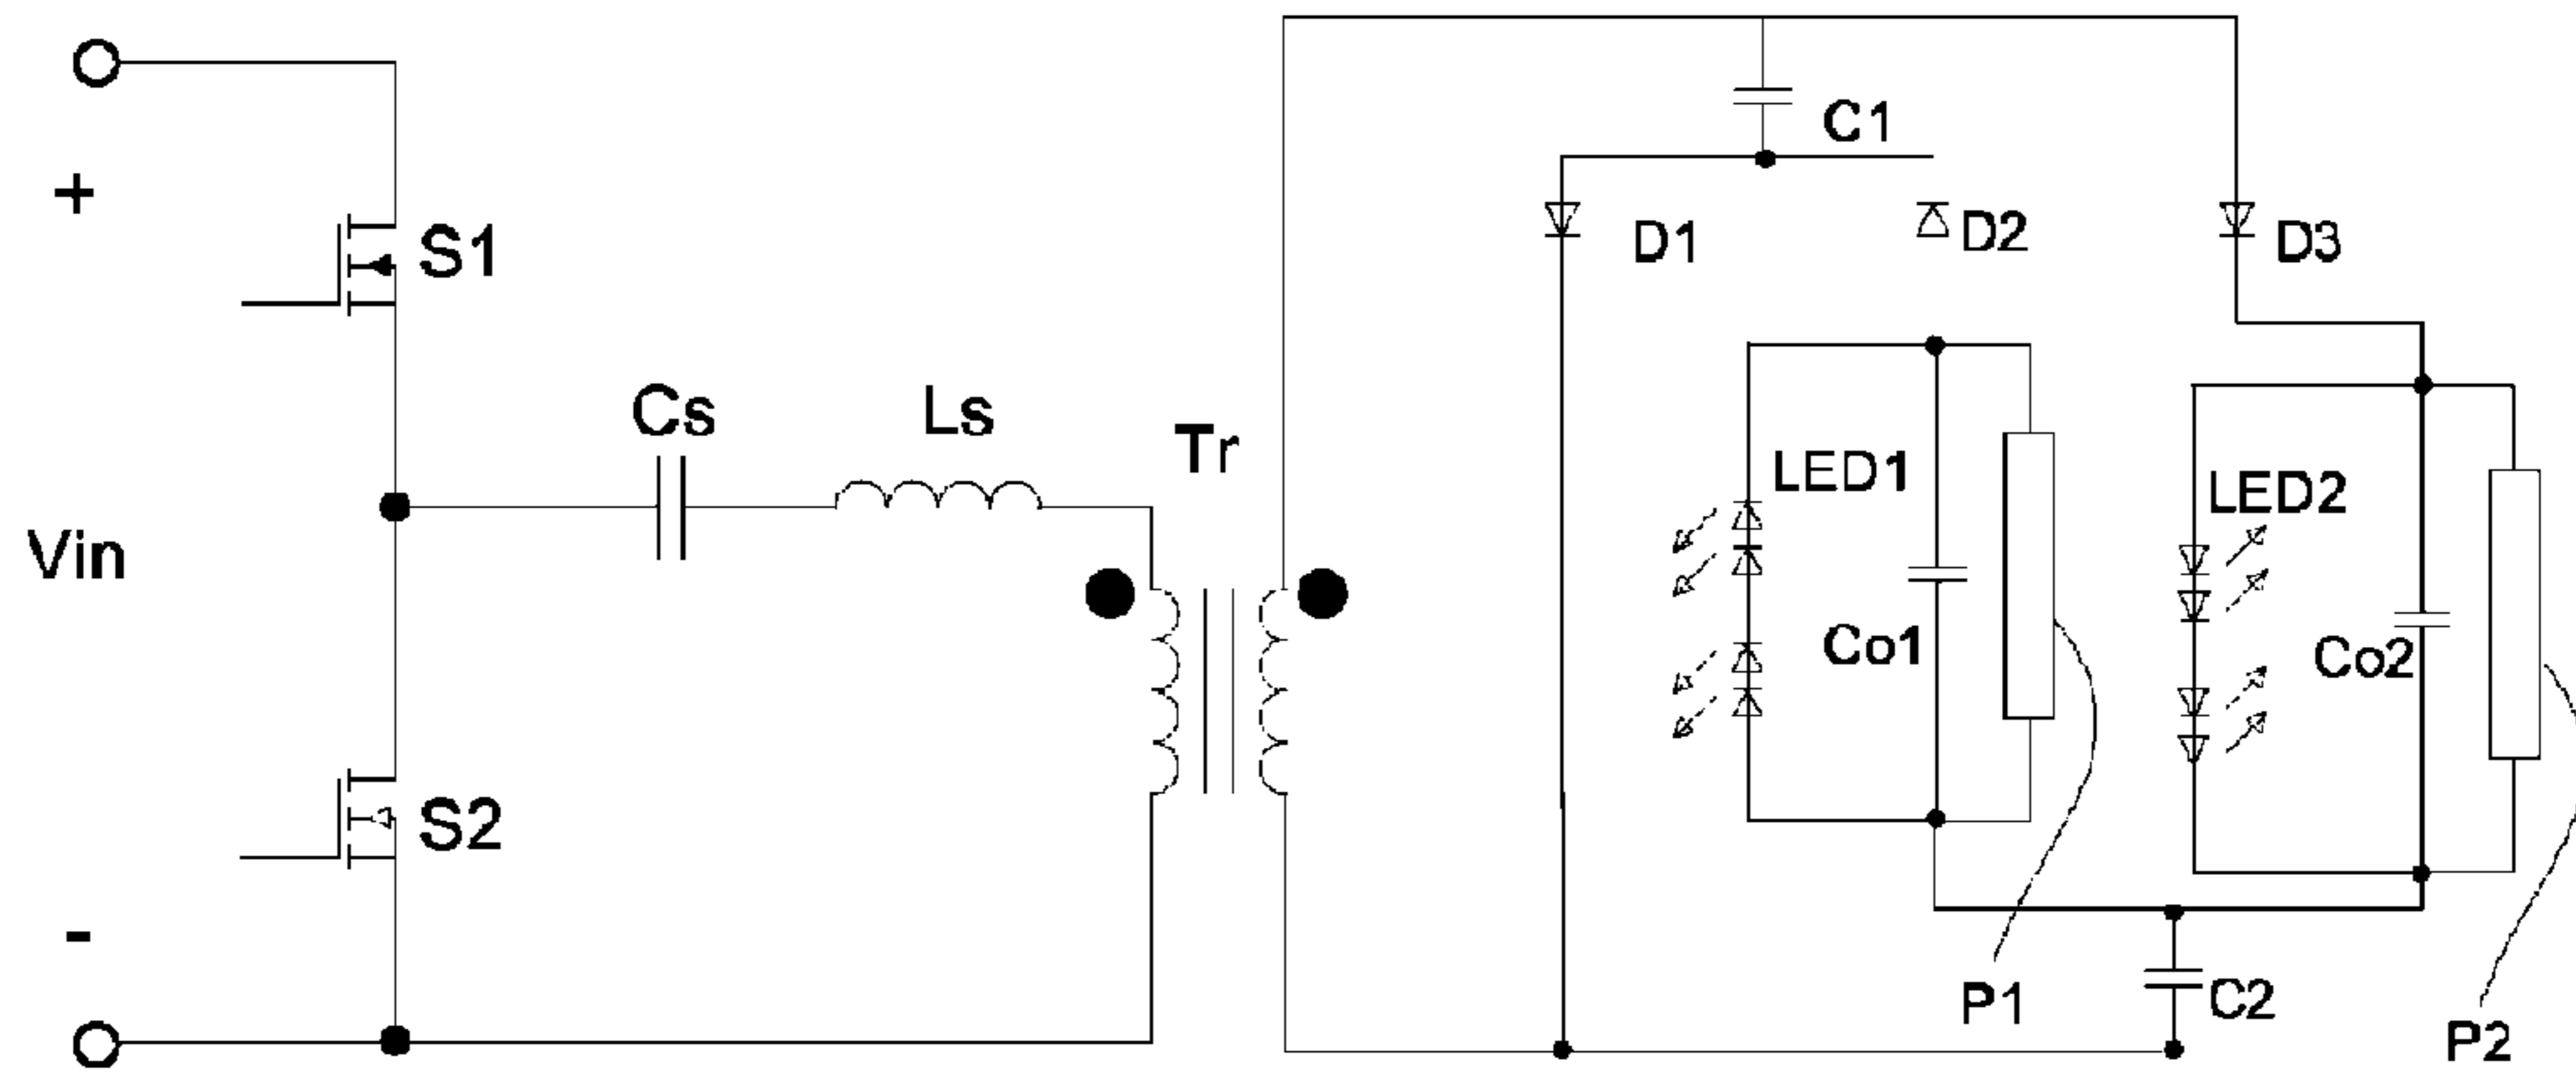 +
S1
Vin
Cs
Ls
Tr
S2
-
C1
D1
D2
D3
LED1
Co1
LED2
Co2
P1
C2
P2